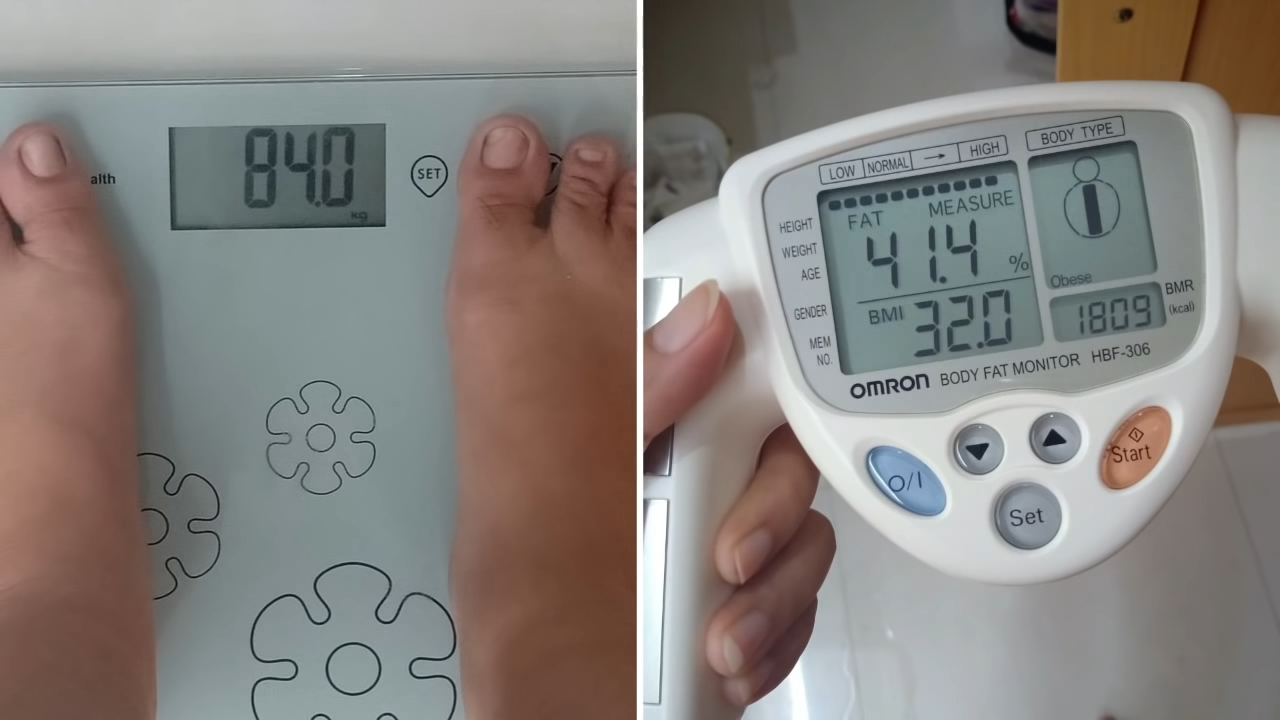 alth
84.0
kg
SET
LOW NORMAL → HIGH
BODY TYPE
HEIGHT
WEIGHT
AGE
GENDER
MEM
NO.
FAT MEASURE
41.4 %
BMI 32.0
Obese
1809
BMR
(kcal)
OMRON BODY FAT MONITOR HBF-306
O/I
Set
Start